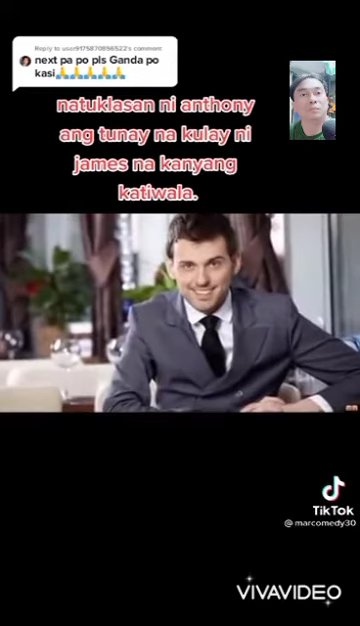 Reply to user9175870856522's comment
next pa po pls Ganda po
kasi🙏🙏🙏🙏🙏🙏
natuklasan ni anthony
ang tunay na kulay ni
james na kanyang
katiwala.
TikTok
@marcomedy30
VIVAVIDEO